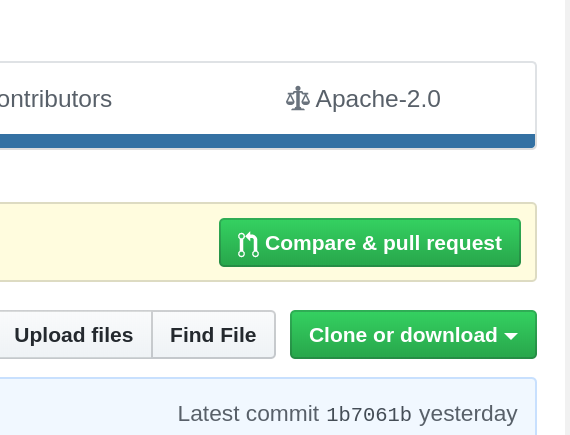 ontributors Apache-2.0
Compare & pull request
Upload files Find File Clone or download
Latest commit 1b7061b yesterday